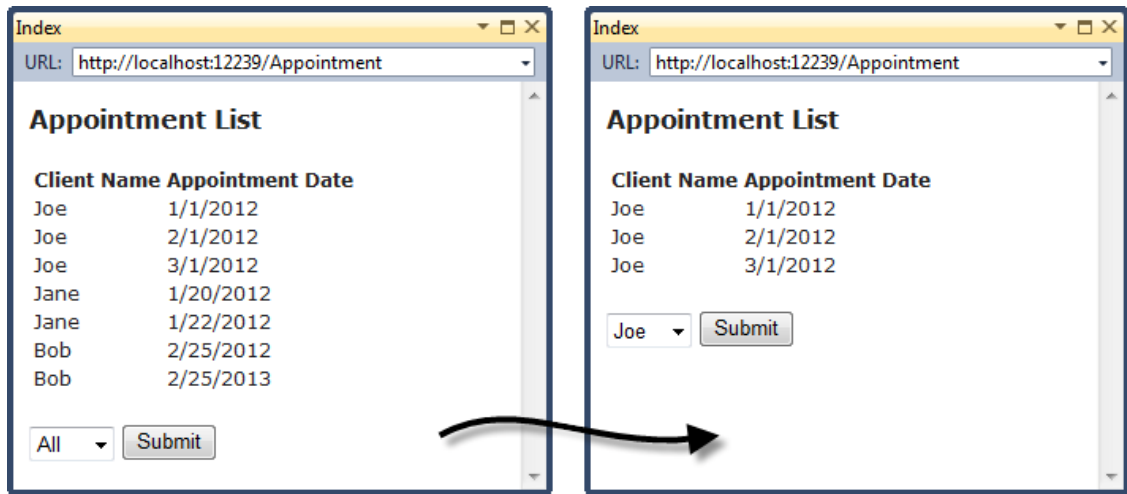 Index
URL: http://localhost:12239/Appointment
Appointment List
Client Name Appointment Date
Joe 1/1/2012
Joe 2/1/2012
Joe 3/1/2012
Jane 1/20/2012
Jane 1/22/2012
Bob 2/25/2012
Bob 2/25/2013
All Submit
Index
URL: http://localhost:12239/Appointment
Appointment List
Client Name Appointment Date
Joe 1/1/2012
Joe 2/1/2012
Joe 3/1/2012
Joe Submit